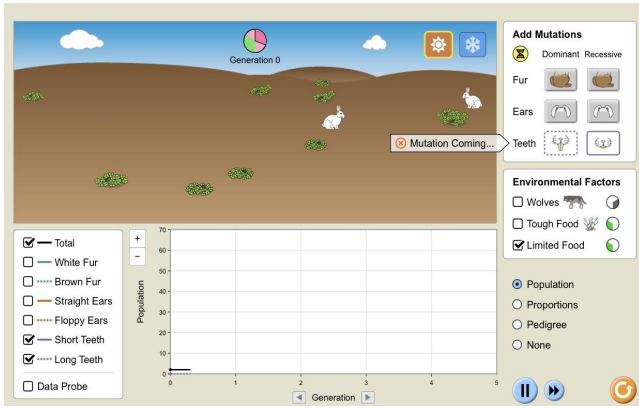 Generation 0
Mutation Coming...
Add Mutations
Dominant Recessive
Fur
Ears
Teeth
Environmental Factors
Wolves
Tough Food
Limited Food
Population
Proportions
Pedigree
None
Total
White Fur
Brown Fur
Straight Ears
Floppy Ears
Short Teeth
Long Teeth
Data Probe
+
−
Population
70
60
50
40
30
20
10
0
0 1 2 3 4 5
Generation